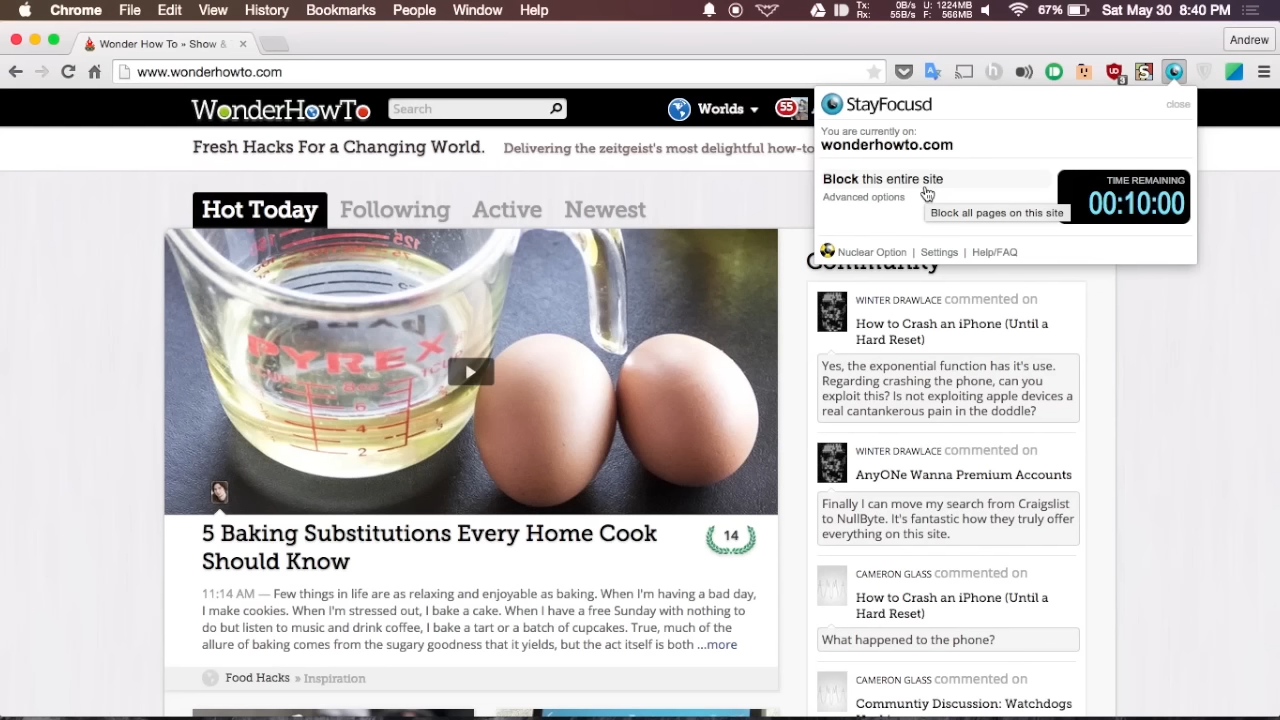 Chrome File Edit View History Bookmarks People Window Help
Tx: 0B/s U: 1224MB
Rx: 55B/s F: 566MB
67% Sat May 30 8:40 PM
Wonder How To » Show &
Andrew
www.wonderhowto.com
WonderHowTo
Search
Worlds
55
StayFocusd
close
You are currently on:
wonderhowto.com
Block this entire site
Advanced options
Block all pages on this site
TIME REMAINING
00:10:00
Nuclear Option | Settings | Help/FAQ
Fresh Hacks For a Changing World. Delivering the zeitgeist's most delightful how-to
Hot Today Following Active Newest
PYREX
125
4
2
5 Baking Substitutions Every Home Cook
Should Know
14
11:14 AM — Few things in life are as relaxing and enjoyable as baking. When I'm having a bad day,
I make cookies. When I'm stressed out, I bake a cake. When I have a free Sunday with nothing to
do but listen to music and drink coffee, I bake a tart or a batch of cupcakes. True, much of the
allure of baking comes from the sugary goodness that it yields, but the act itself is both ...more
Food Hacks » Inspiration
Community
WINTER DRAWLACE commented on
How to Crash an iPhone (Until a
Hard Reset)
Yes, the exponential function has it's use.
Regarding crashing the phone, can you
exploit this? Is not exploiting apple devices a
real cantankerous pain in the doddle?
WINTER DRAWLACE commented on
AnyONe Wanna Premium Accounts
Finally I can move my search from Craigslist
to NullByte. It's fantastic how they truly offer
everything on this site.
CAMERON GLASS commented on
How to Crash an iPhone (Until a
Hard Reset)
What happened to the phone?
CAMERON GLASS commented on
Communtiy Discussion: Watchdogs